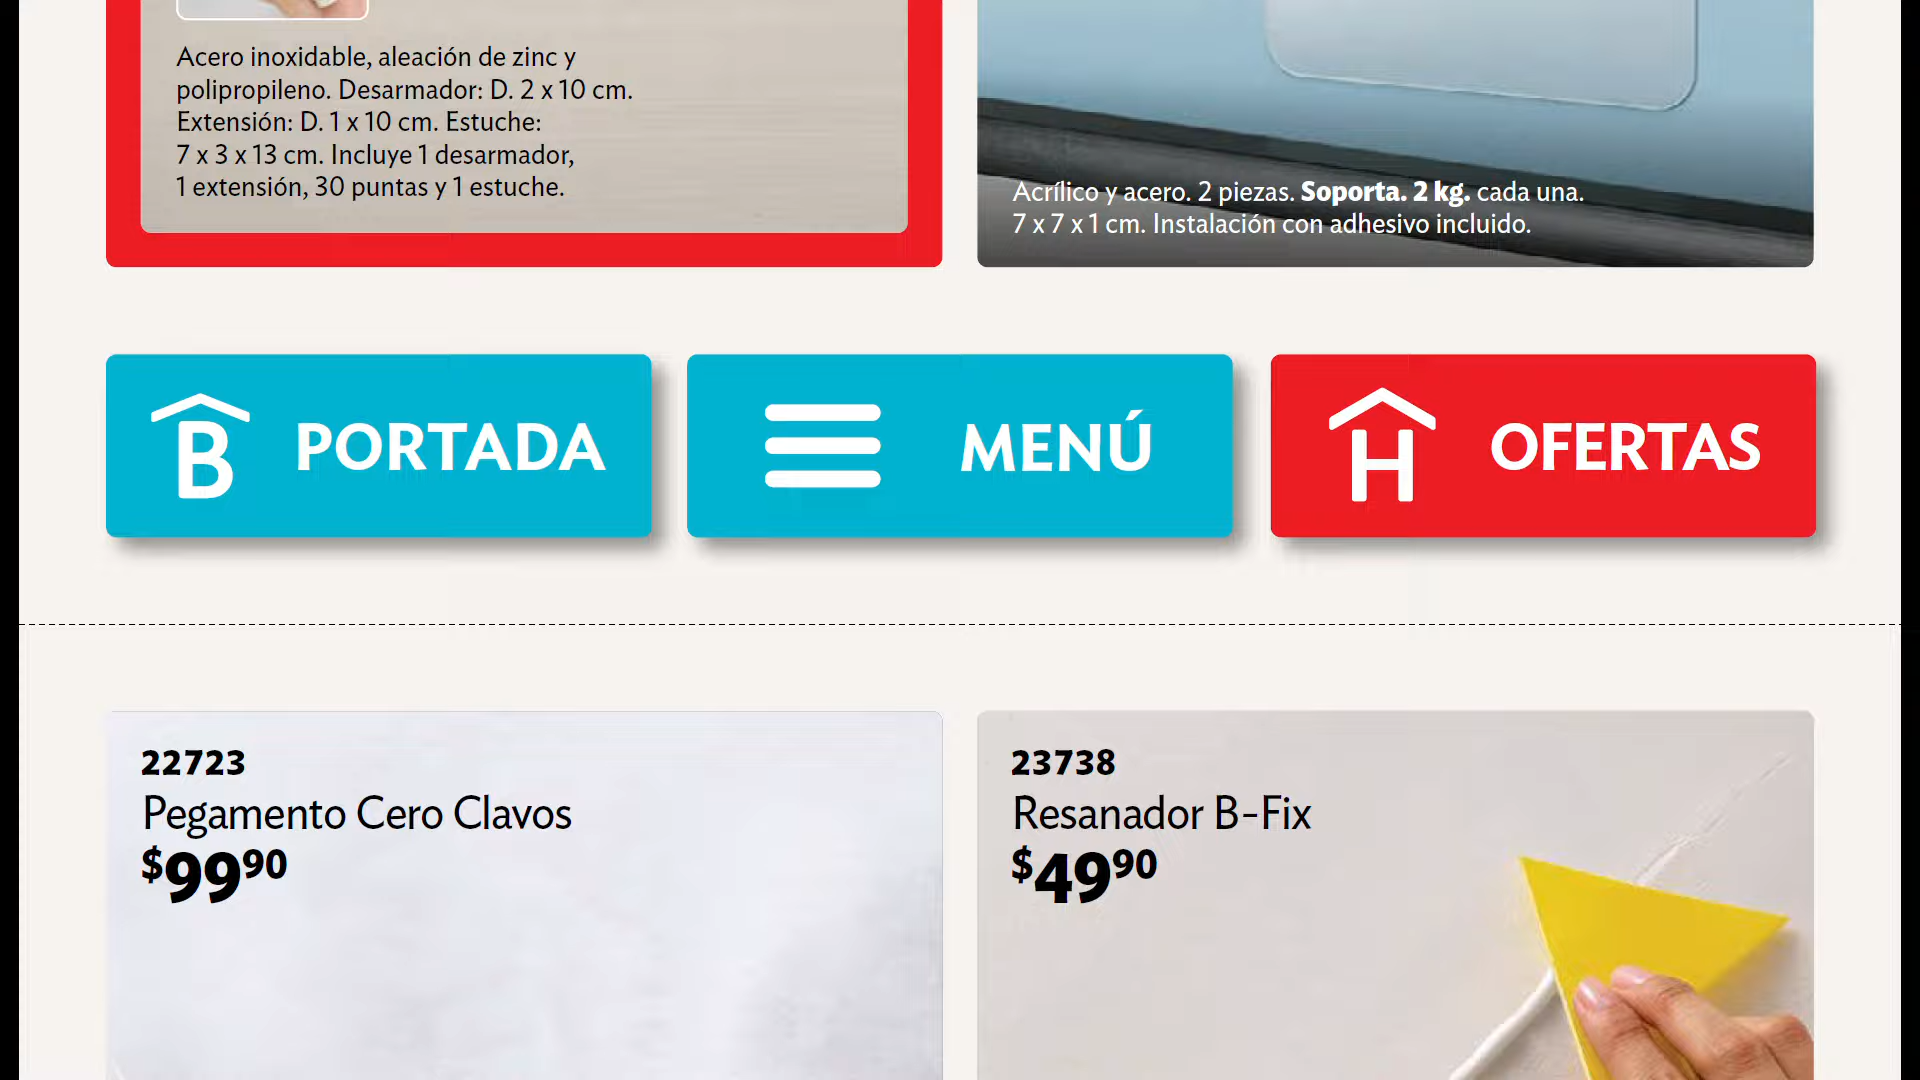 Acero inoxidable, aleación de zinc y
polipropileno. Desarmador: D. 2 x 10 cm.
Extensión: D. 1 x 10 cm. Estuche:
7 x 3 x 13 cm. Incluye 1 desarmador,
1 extensión, 30 puntas y 1 estuche.
Acrílico y acero. 2 piezas. Soporta. 2 kg. cada una.
7 x 7 x 1 cm. Instalación con adhesivo incluido.
B PORTADA
MENÚ
H OFERTAS
22723
Pegamento Cero Clavos
$9990
23738
Resanador B-Fix
$4990